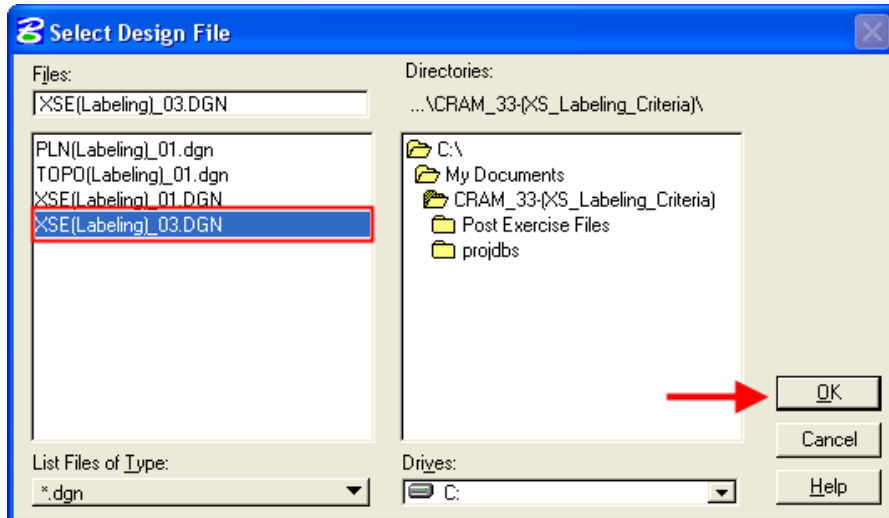 Select Design File
Files:
XSE(Labeling)_03.DGN
PLN(Labeling)_01.dgn
TOPO(Labeling)_01.dgn
XSE(Labeling)_01.DGN
XSE(Labeling)_03.DGN
List Files of Type:
*.dgn
Directories:
...\CRAM_33-(XS_Labeling_Criteria)\
C:\
My Documents
CRAM_33-(XS_Labeling_Criteria)
Post Exercise Files
projdbs
Drives:
C:
OK
Cancel
Help